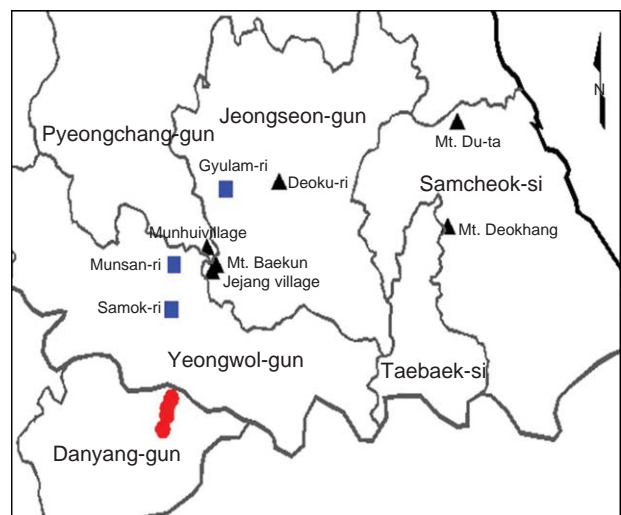 N
Jeongseon-gun
Pyeongchang-gun
Mt. Du-ta
Gyulam-ri
Deoku-ri
Samcheok-si
Munhuivillage
Mt. Deokhang
Munsan-ri
Mt. Baekun
Jejang village
Samok-ri
Yeongwol-gun
Taebaek-si
Danyang-gun